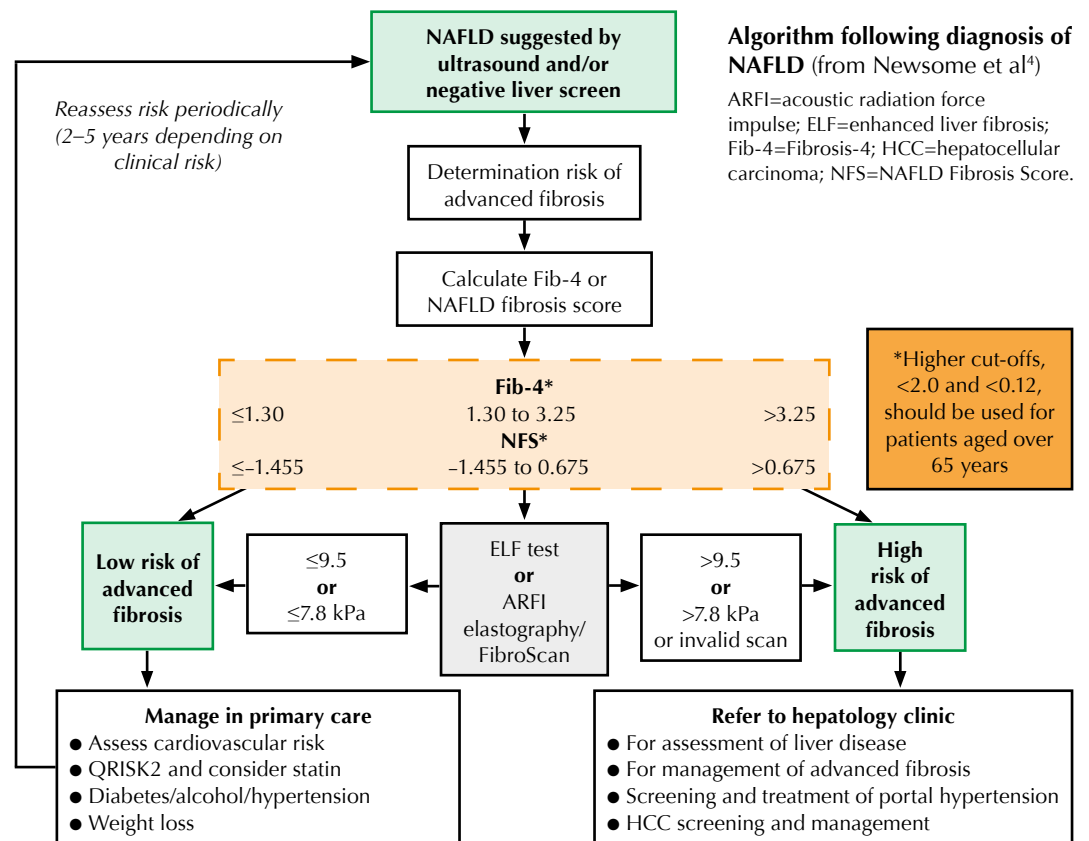 NAFLD suggested by
ultrasound and/or
negative liver screen
Algorithm following diagnosis of
NAFLD (from Newsome et al⁴)
ARFI=acoustic radiation force
impulse; ELF=enhanced liver fibrosis;
Fib-4=Fibrosis-4; HCC=hepatocellular
carcinoma; NFS=NAFLD Fibrosis Score.
Reassess risk periodically
(2–5 years depending on
clinical risk)
Determination risk of
advanced fibrosis
Calculate Fib-4 or
NAFLD fibrosis score
Fib-4*
≤1.30 1.30 to 3.25 >3.25
NFS*
≤–1.455 –1.455 to 0.675 >0.675
*Higher cut-offs,
<2.0 and <0.12,
should be used for
patients aged over
65 years
Low risk of
advanced
fibrosis
≤9.5
or
≤7.8 kPa
ELF test
or
ARFI
elastography/
FibroScan
>9.5
or
>7.8 kPa
or invalid scan
High
risk of
advanced
fibrosis
Manage in primary care
● Assess cardiovascular risk
● QRISK2 and consider statin
● Diabetes/alcohol/hypertension
● Weight loss
Refer to hepatology clinic
● For assessment of liver disease
● For management of advanced fibrosis
● Screening and treatment of portal hypertension
● HCC screening and management